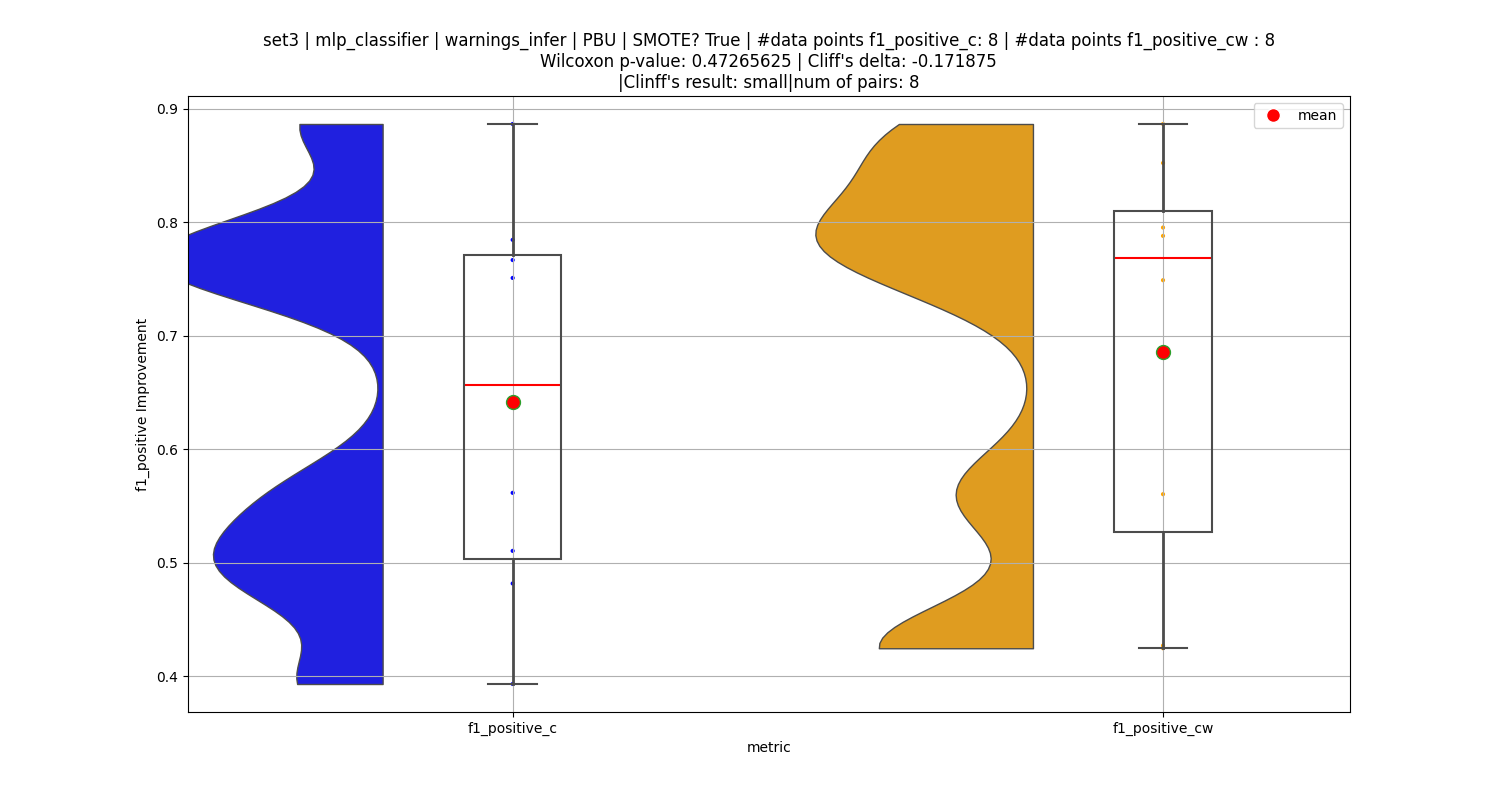 set3 | mlp_classifier | warnings_infer | PBU | SMOTE? True | #data points f1_positive_c: 8 | #data points f1_positive_cw : 8
Wilcoxon p-value: 0.47265625 | Cliff's delta: -0.171875
|Clinff's result: small|num of pairs: 8
mean
0.9
0.8
0.7
0.6
0.5
0.4
f1_positive Improvement
f1_positive_c
f1_positive_cw
metric